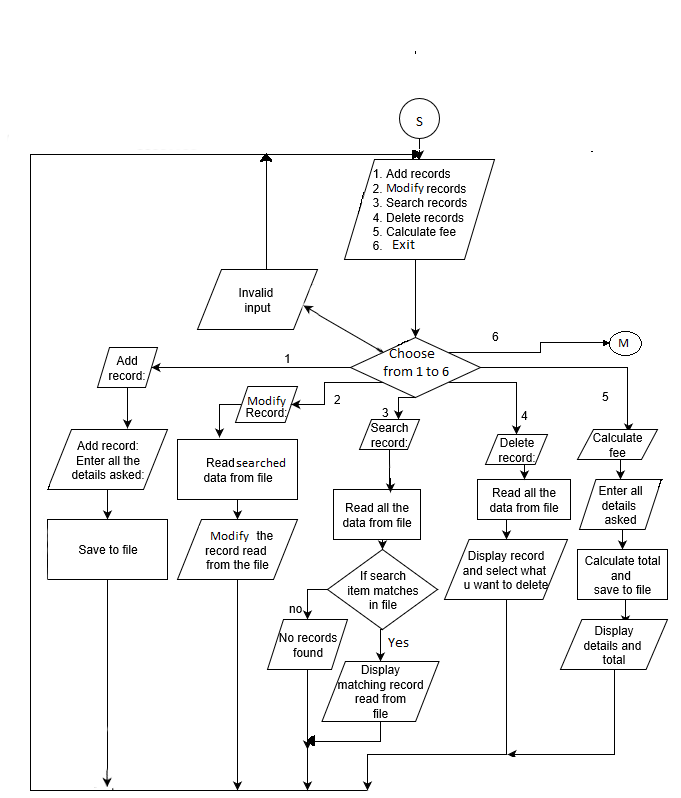 S
1. Add records
2. Modify records
3. Search records
4. Delete records
5. Calculate fee
6. Exit
Invalid
input
Choose
from 1 to 6
6
M
1
Add
record:
Add record:
Enter all the
details asked:
Save to file
2
Modify
Record:
Read searched
data from file
Modify the
record read
from the file
3
Search
record:
Read all the
data from file
If search
item matches
in file
no
No records
found
Yes
Display
matching record
read from
file
4
Delete
record:
Read all the
data from file
Display record
and select what
u want to delete
5
Calculate
fee
Enter all
details
asked
Calculate total
and
save to file
Display
details and
total